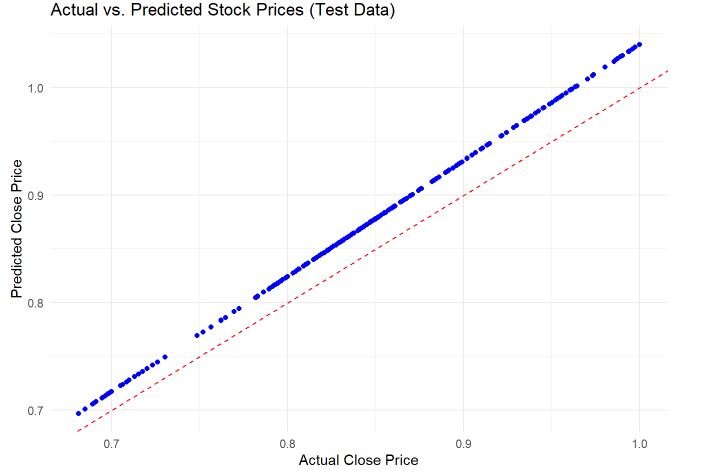 Actual vs. Predicted Stock Prices (Test Data)
Predicted Close Price
1.0
0.9
0.8
0.7
0.7 0.8 0.9 1.0
Actual Close Price